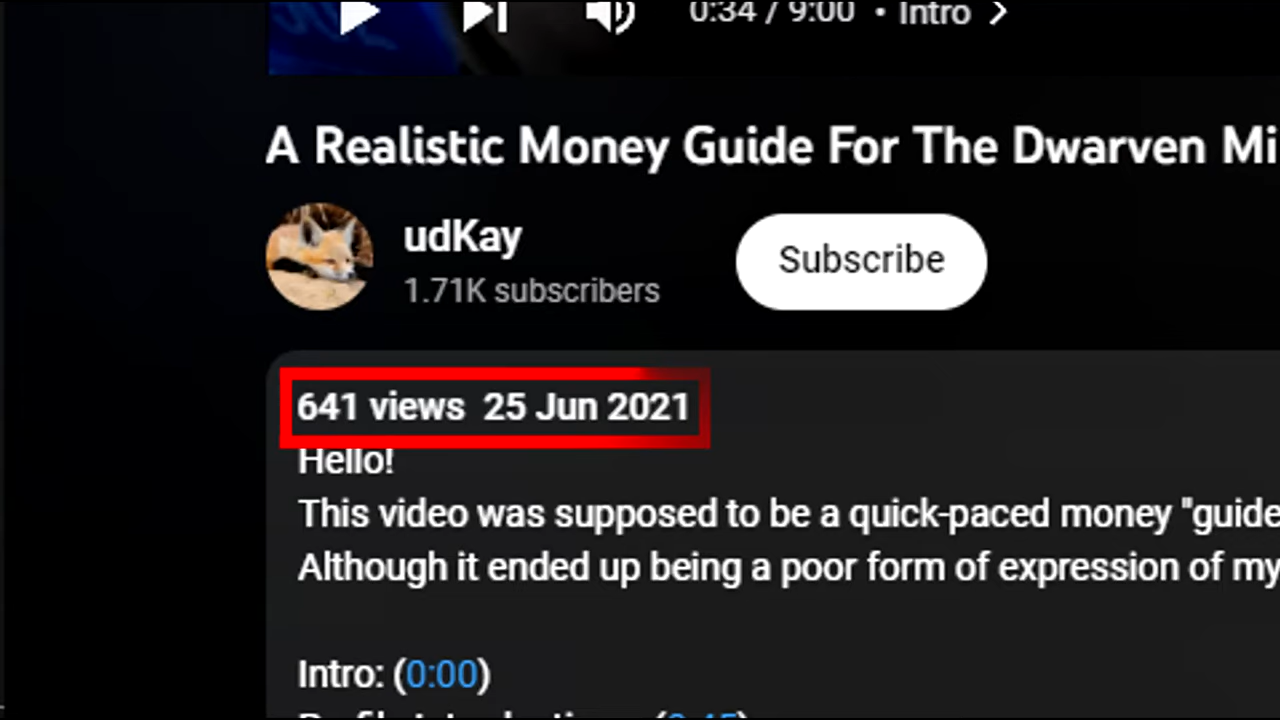 0:34 / 9:00 • Intro
A Realistic Money Guide For The Dwarven Mi
udKay
1.71K subscribers
Subscribe
641 views 25 Jun 2021
Hello!
This video was supposed to be a quick-paced money "guide
Although it ended up being a poor form of expression of my
Intro: (0:00)